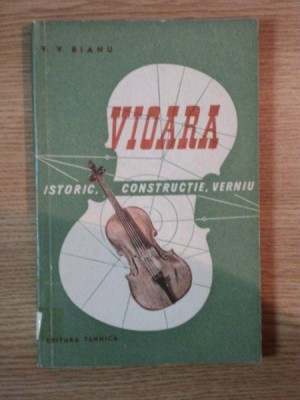 V. V. BIANU
VIOARA
ISTORIC, CONSTRUCTIE, VERNIU
EDITURA TEHNICA